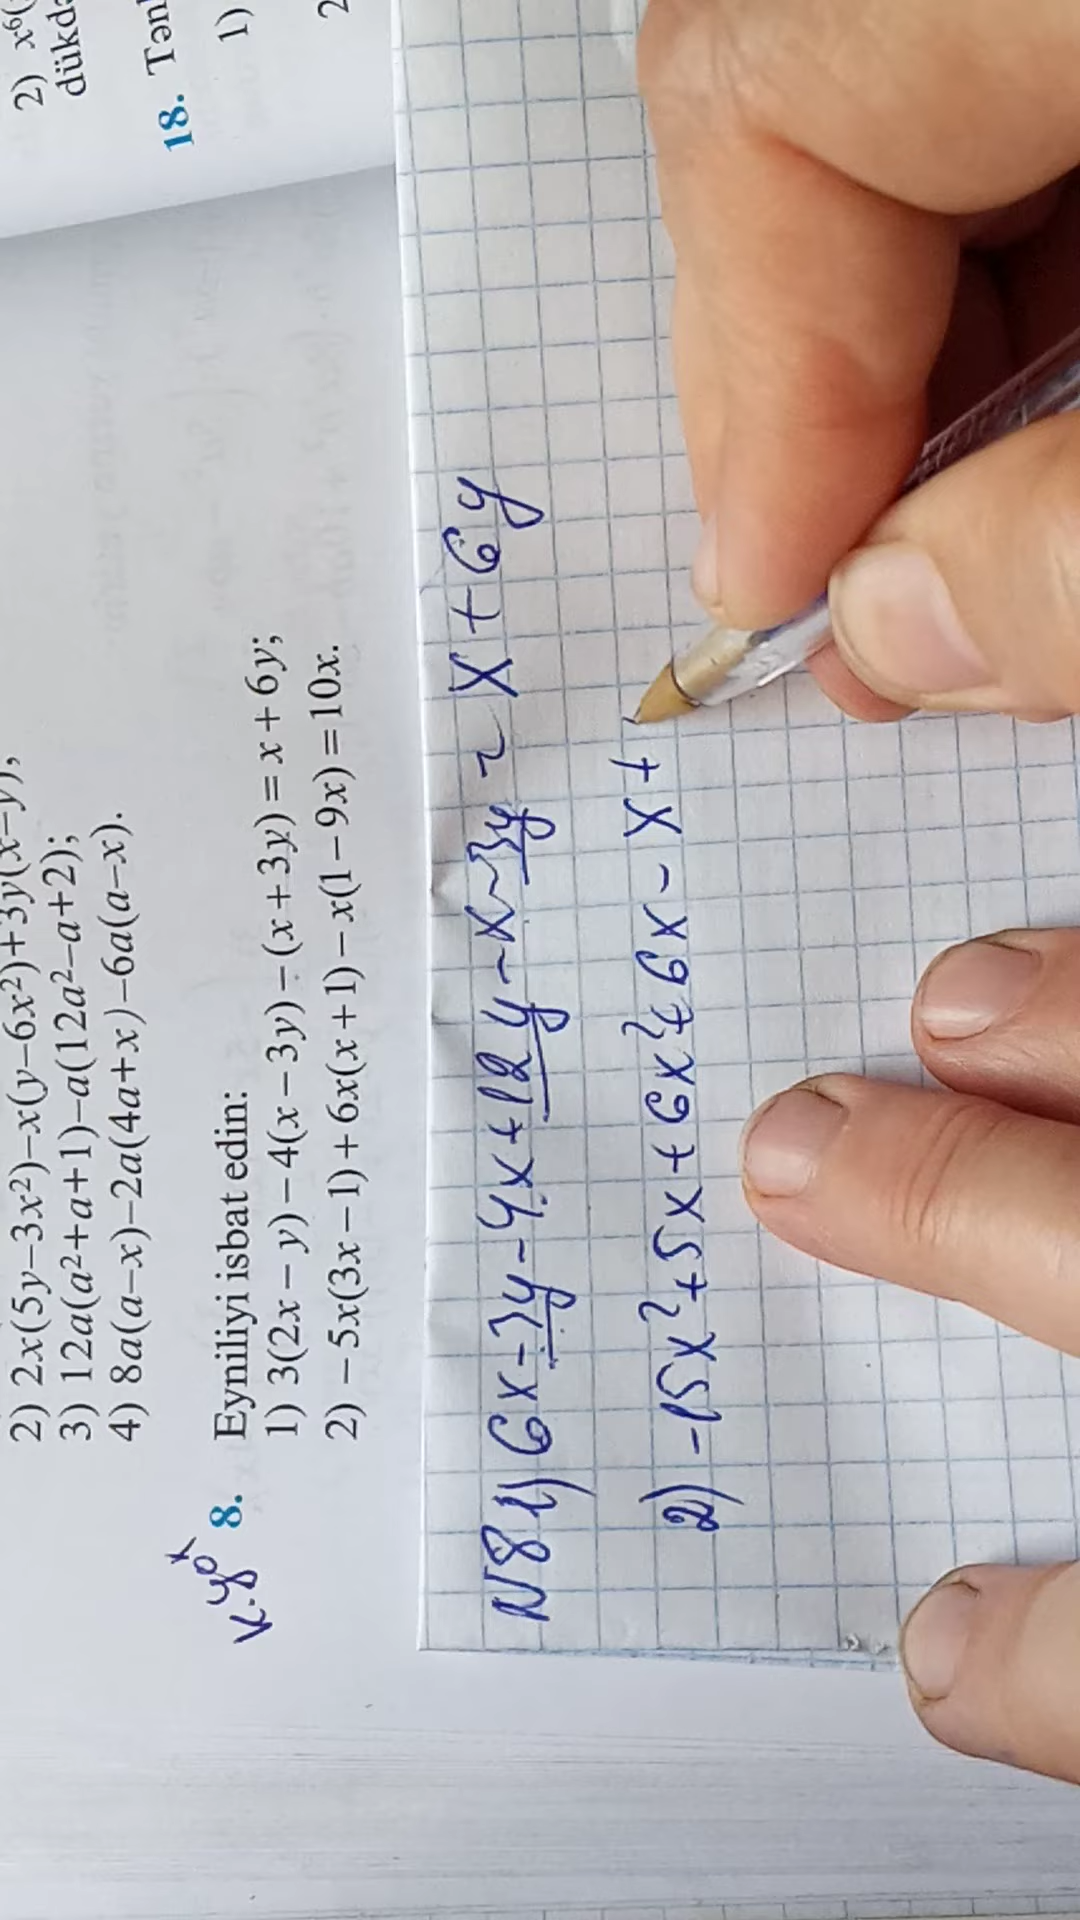 2) 2x(5y–3x²)–x(y–6x²)+3y(x–y);
3) 12a(a²+a+1)–a(12a²–a+2);
4) 8a(a–x)–2a(4a+x)–6a(a–x).
8. Eyniliyi isbat edin:
1) 3(2x – y) – 4(x – 3y) – (x + 3y) = x + 6y;
2) – 5x(3x – 1) + 6x(x + 1) – x(1 – 9x) = 10x.
2) x⁶(
18.
1)
2
N8 1) 6x–3y–4x+12y–x–3y = x+6y
2) –15x²+5x+6x²+6x–x+